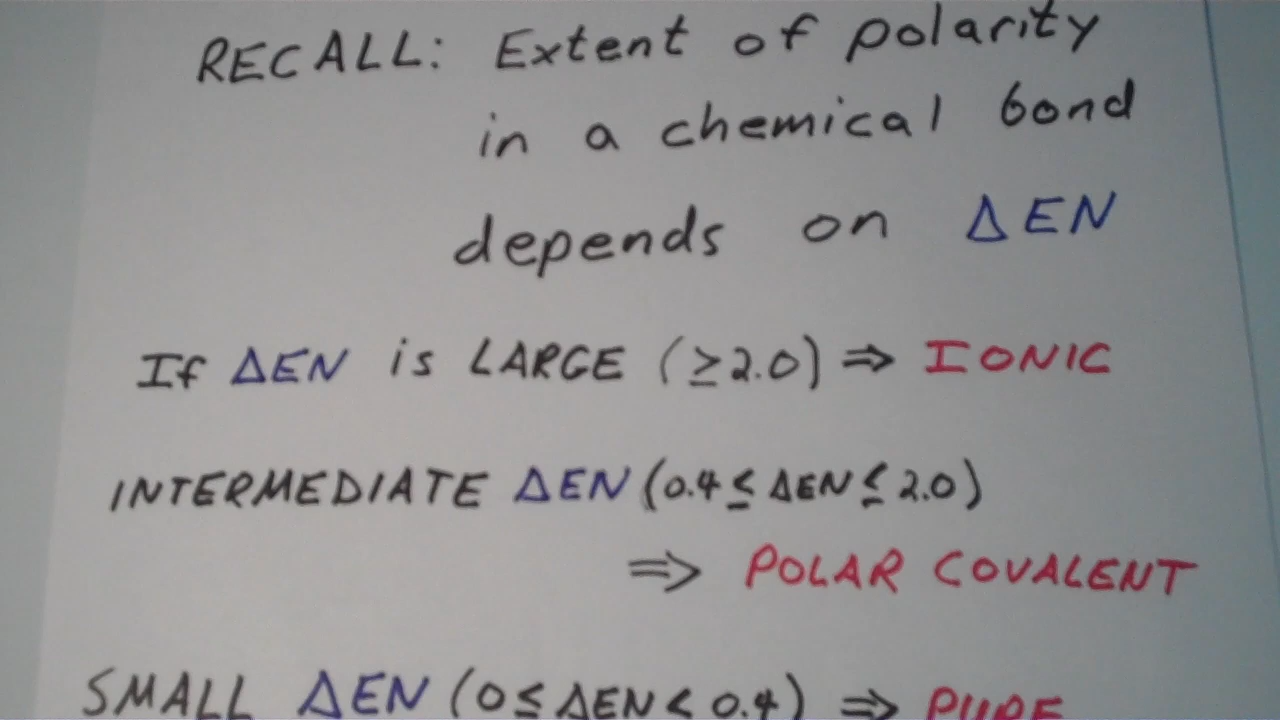 RECALL: Extent of polarity
in a chemical bond
depends on ΔEN
If ΔEN is LARGE (≥2.0) ⇒ IONIC
INTERMEDIATE ΔEN (0.4 ≤ ΔEN ≤ 2.0)
⇒ POLAR COVALENT
SMALL ΔEN (0 ≤ ΔEN < 0.4) ⇒ PURE